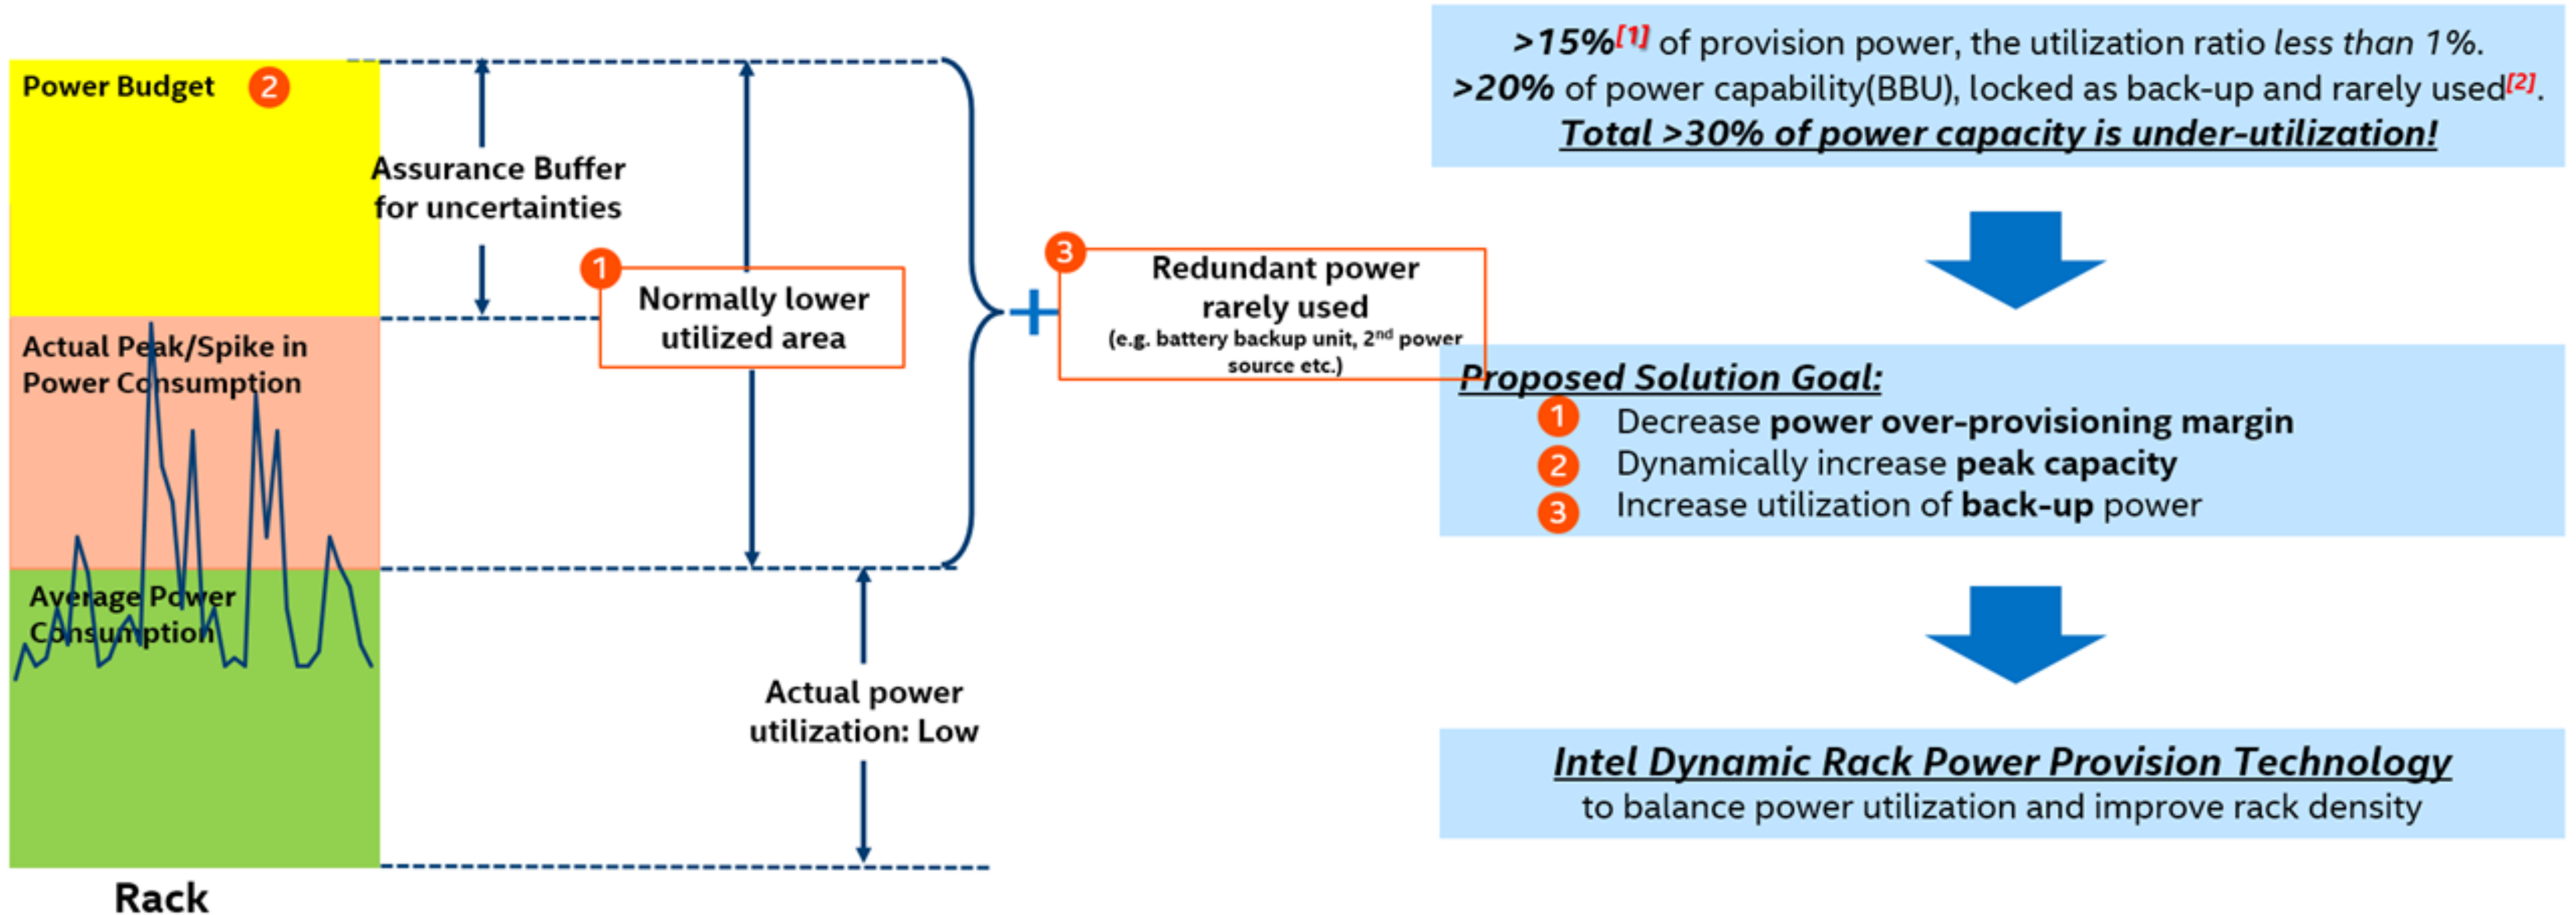 Power Budget 2
Assurance Buffer
for uncertainties
1
Normally lower
utilized area
Actual Peak/Spike in
Power Consumption
Average Power
Consumption
Actual power
utilization: Low
Rack
3
Redundant power
rarely used
(e.g. battery backup unit, 2nd power
source etc.)
>15%[1] of provision power, the utilization ratio less than 1%.
>20% of power capability(BBU), locked as back-up and rarely used[2].
Total >30% of power capacity is under-utilization!
Proposed Solution Goal:
1 Decrease power over-provisioning margin
2 Dynamically increase peak capacity
3 Increase utilization of back-up power
Intel Dynamic Rack Power Provision Technology
to balance power utilization and improve rack density